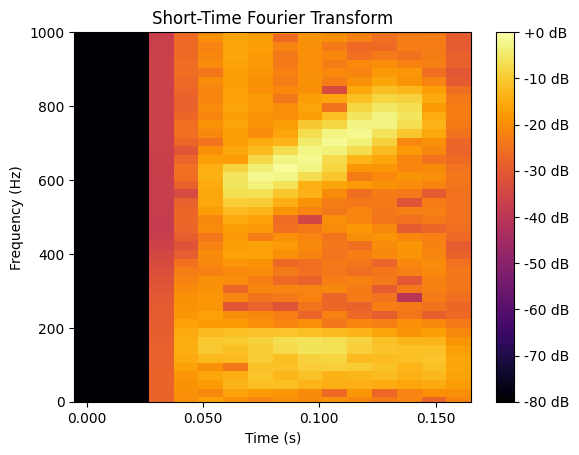 Short-Time Fourier Transform
1000
800
600
400
200
0
Frequency (Hz)
0.000
0.050
0.100
0.150
Time (s)
+0 dB
-10 dB
-20 dB
-30 dB
-40 dB
-50 dB
-60 dB
-70 dB
-80 dB